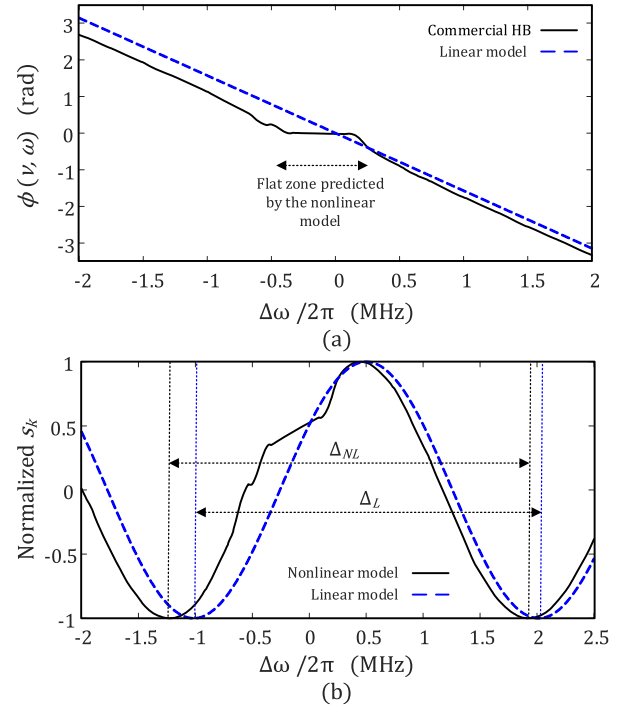 3
2
1
0
-1
-2
-3
ϕ (ν, ω) (rad)
Commercial HB
Linear model
Flat zone predicted
by the nonlinear
model
-2 -1.5 -1 -0.5 0 0.5 1 1.5 2
Δω /2π (MHz)
(a)
1
0.5
0
-0.5
-1
Normalized sₖ
Δ_NL
Δ_L
Nonlinear model
Linear model
-2 -1.5 -1 -0.5 0 0.5 1 1.5 2 2.5
Δω /2π (MHz)
(b)